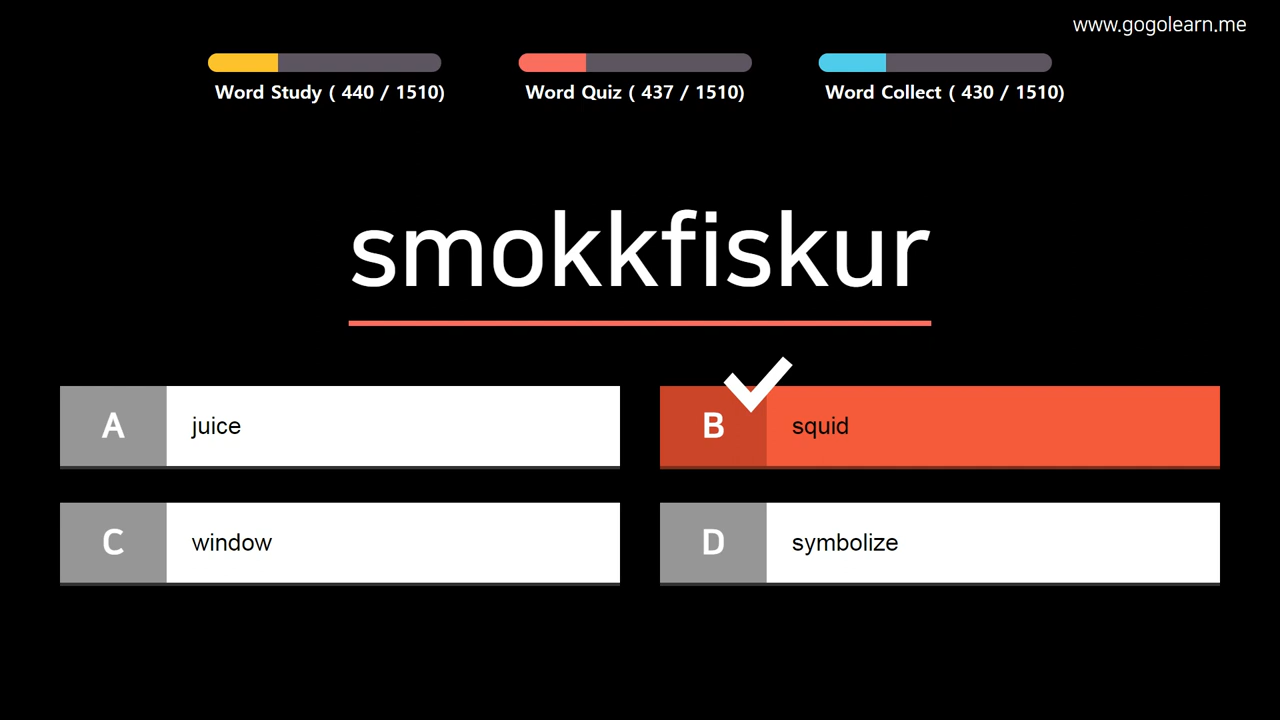 www.gogolearn.me
Word Study ( 440 / 1510)
Word Quiz ( 437 / 1510)
Word Collect ( 430 / 1510)
smokkfiskur
A juice
B squid
C window
D symbolize